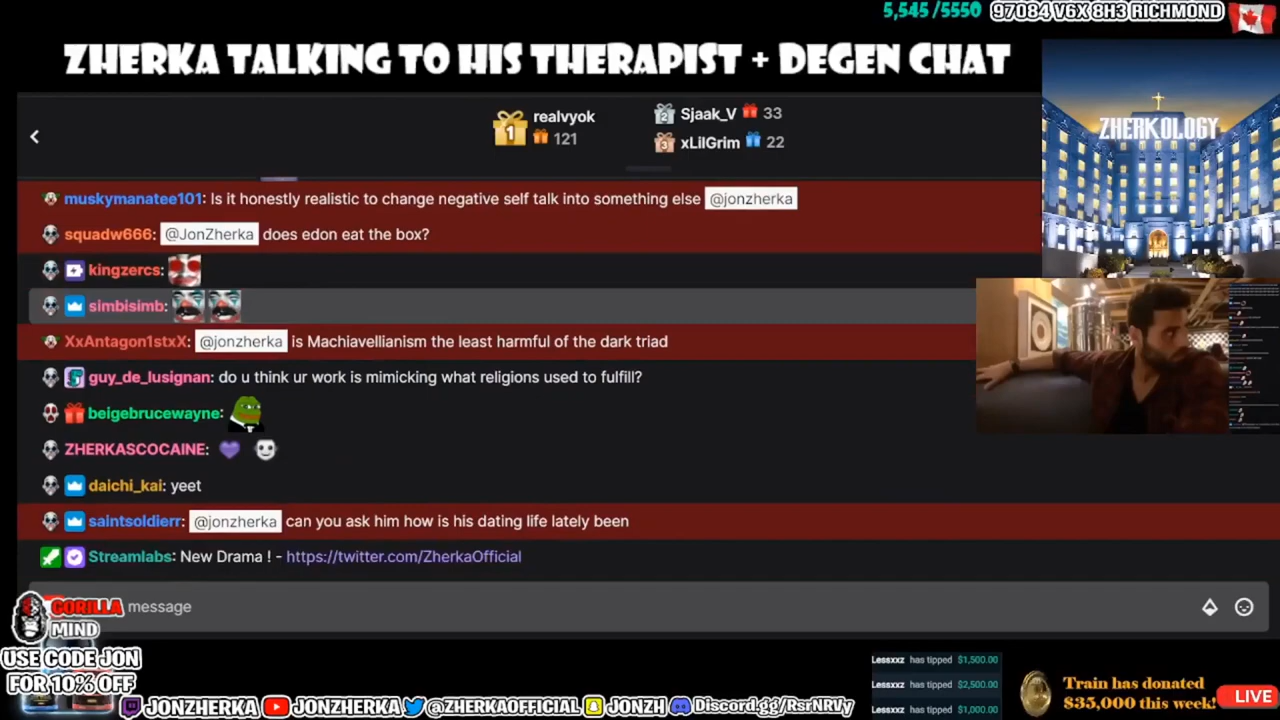 5,545 /5550
97084 V6X 8H3 RICHMOND
ZHERKA TALKING TO HIS THERAPIST + DEGEN CHAT
ZHERKOLOGY
1 realvyok
121
2 Sjaak_V 33
3 xLilGrim 22
muskymanatee101: Is it honestly realistic to change negative self talk into something else @jonzherka
squadw666: @JonZherka does edon eat the box?
kingzercs:
simbisimb:
XxAntagon1stxX: @jonzherka is Machiavellianism the least harmful of the dark triad
guy_de_lusignan: do u think ur work is mimicking what religions used to fulfill?
beigebrucewayne:
ZHERKASCOCAINE:
daichi_kai: yeet
saintsoldierr: @jonzherka can you ask him how is his dating life lately been
Streamlabs: New Drama ! - https://twitter.com/ZherkaOfficial
message
GORILLA
MIND
USE CODE JON
FOR 10% OFF
Lessxxz has tipped $1,500.00
Lessxxz has tipped $2,500.00
Lessxxz has tipped $1,000.00
Train has donated
$35,000 this week!
LIVE
JONZHERKA JONZHERKA @ZHERKAOFFICIAL JONZH Discord.gg/RsrNRVy